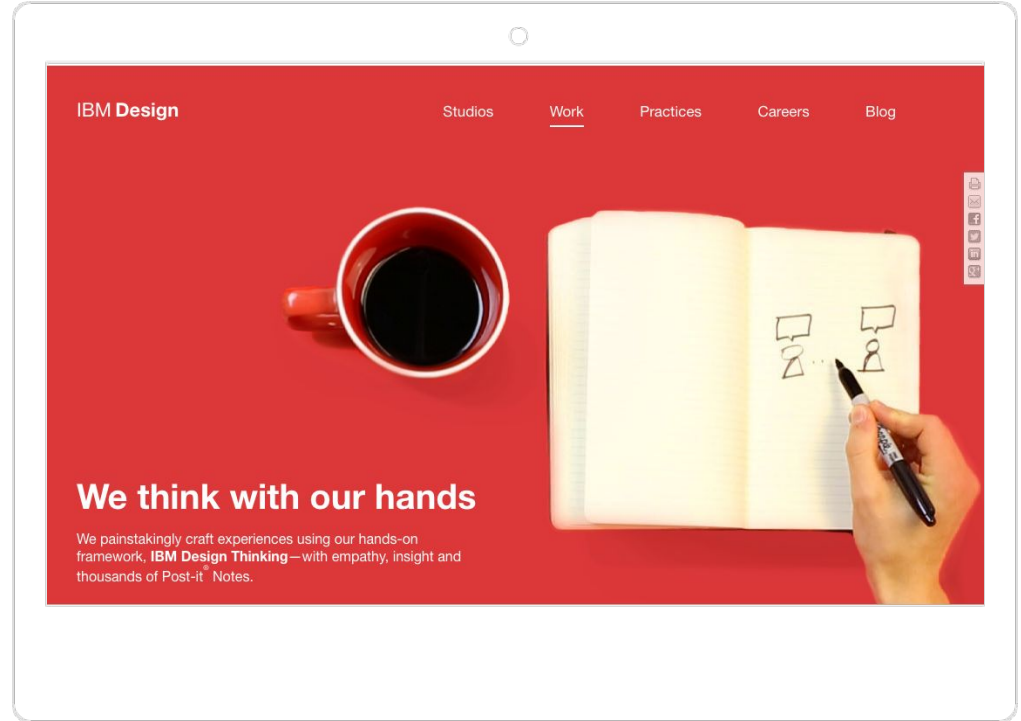 IBM Design
Studios Work Practices Careers Blog
We think with our hands
We painstakingly craft experiences using our hands-on
framework, IBM Design Thinking—with empathy, insight and
thousands of Post-it® Notes.